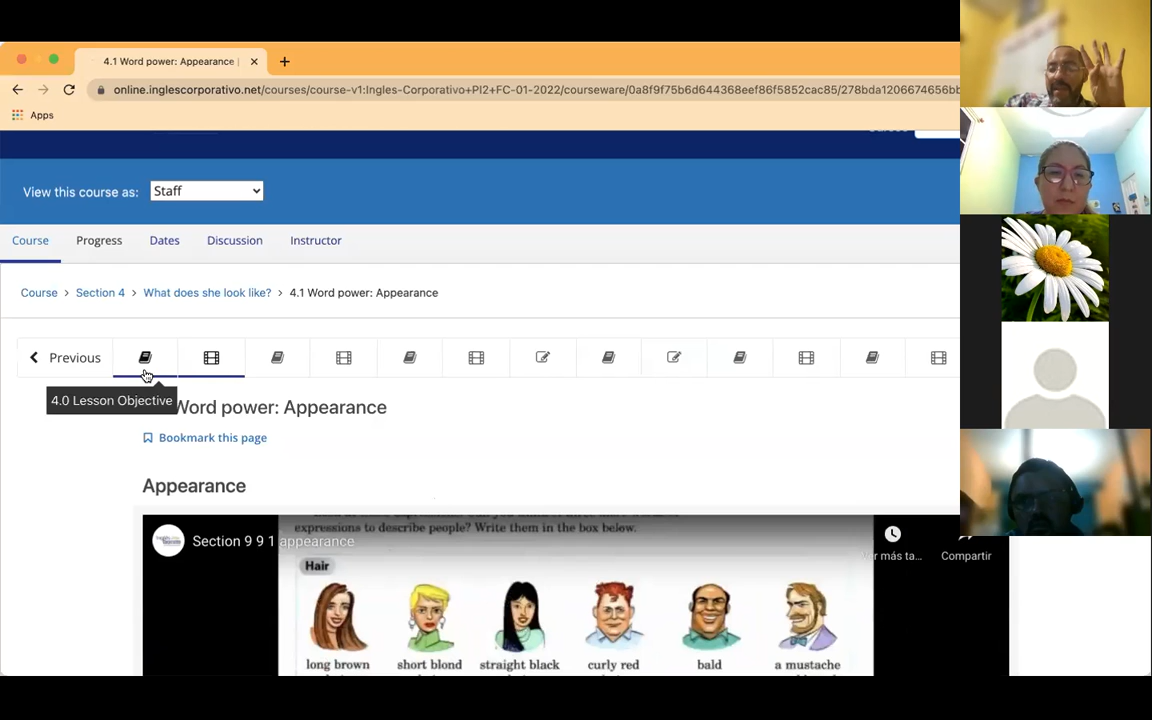 4.1 Word power: Appearance |
online.inglescorporativo.net/courses/course-v1:Ingles-Corporativo+PI2+FC-01-2022/courseware/0a8f9f75b6d644368eef86f5852cac85/278bda1206674656bb
Apps
View this course as: Staff
Course Progress Dates Discussion Instructor
Course > Section 4 > What does she look like? > 4.1 Word power: Appearance
Previous
4.0 Lesson Objective
Word power: Appearance
Bookmark this page
Appearance
expressions to describe people? Write them in the box below.
Section 9 9 1 appearance
Ver más ta...
Compartir
Hair
long brown short blond straight black curly red bald a mustache